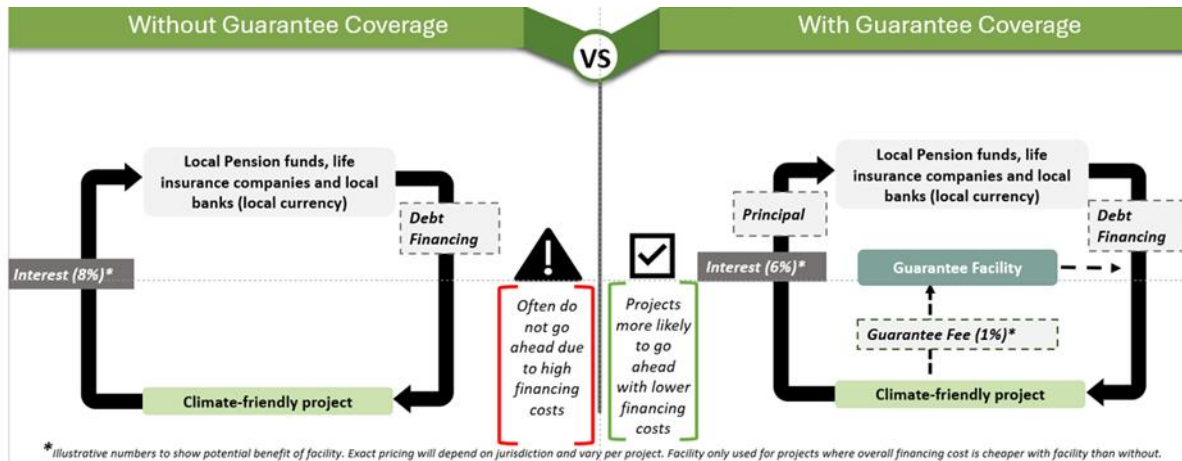 Without Guarantee Coverage
VS
With Guarantee Coverage
Local Pension funds, life
insurance companies and local
banks (local currency)
Debt
Financing
Interest (8%)*
Climate-friendly project
Often do
not go
ahead due
to high
financing
costs
Projects
more likely
to go
ahead
with lower
financing
costs
Local Pension funds, life
insurance companies and local
banks (local currency)
Principal
Debt
Financing
Interest (6%)*
Guarantee Facility
Guarantee Fee (1%)*
Climate-friendly project
*Illustrative numbers to show potential benefit of facility. Exact pricing will depend on jurisdiction and vary per project. Facility only used for projects where overall financing cost is cheaper with facility than without.